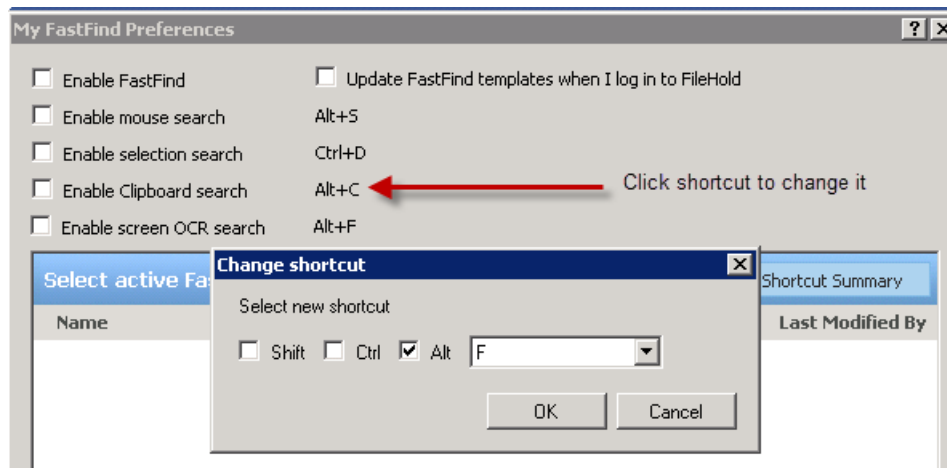 My FastFind Preferences
Enable FastFind Update FastFind templates when I log in to FileHold
Enable mouse search Alt+S
Enable selection search Ctrl+D
Enable Clipboard search Alt+C Click shortcut to change it
Enable screen OCR search Alt+F
Select active Fa Shortcut Summary
Name Last Modified By
Change shortcut
Select new shortcut
Shift Ctrl Alt F
OK Cancel